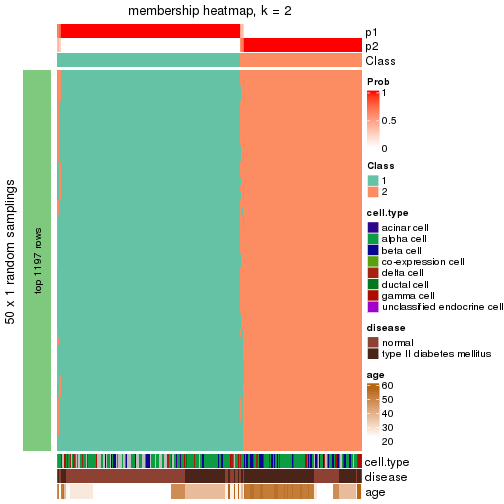 membership heatmap, k = 2
p1
p2
Class
50 x 1 random samplings
top 1197 rows
Prob
1
0.5
0
Class
1
2
cell.type
acinar cell
alpha cell
beta cell
co-expression cell
delta cell
ductal cell
gamma cell
unclassified endocrine cell
disease
normal
type II diabetes mellitus
age
60
50
40
30
20
cell.type
disease
age